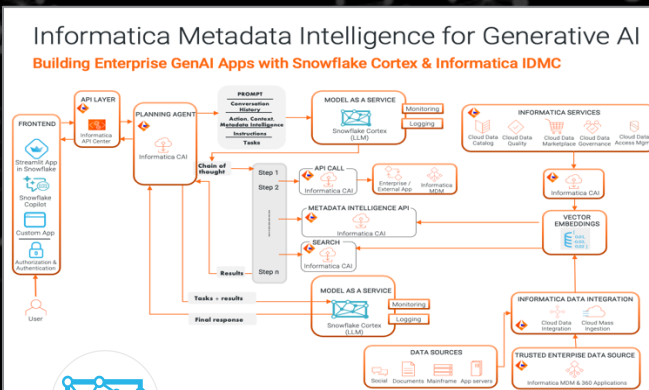 Informatica Metadata Intelligence for Generative AI
Building Enterprise GenAI Apps with Snowflake Cortex & Informatica IDMC
FRONTEND
Streamlit App
in Snowflake
Snowflake
Copilot
Custom App
Authorization &
Authentication
User
API LAYER
Informatica
API Center
PLANNING AGENT
Informatica CAI
PROMPT
Conversation
History
Action, Context,
Metadata Intelligence
Instructions
Tasks
MODEL AS A SERVICE
Snowflake Cortex
(LLM)
Monitoring
Logging
Chain of
thought
Step 1
Step 2
Step n
Results
API CALL
Informatica CAI
Enterprise /
External App
Informatica
MDM
METADATA INTELLIGENCE API
Informatica CAI
SEARCH
Informatica CAI
Tasks + results
Final response
MODEL AS A SERVICE
Snowflake Cortex
(LLM)
Monitoring
Logging
INFORMATICA SERVICES
Cloud Data
Catalog
Cloud Data
Quality
Cloud Data
Marketplace
Cloud Data
Governance
Cloud Data
Access Mgm
Informatica CAI
VECTOR
EMBEDDINGS
INFORMATICA DATA INTEGRATION
Cloud Data
Integration
Cloud Mass
Ingestion
DATA SOURCES
Social
Documents
Mainframe
App servers
TRUSTED ENTERPISE DATA SOURCE
Informatica MDM & 360 Applications